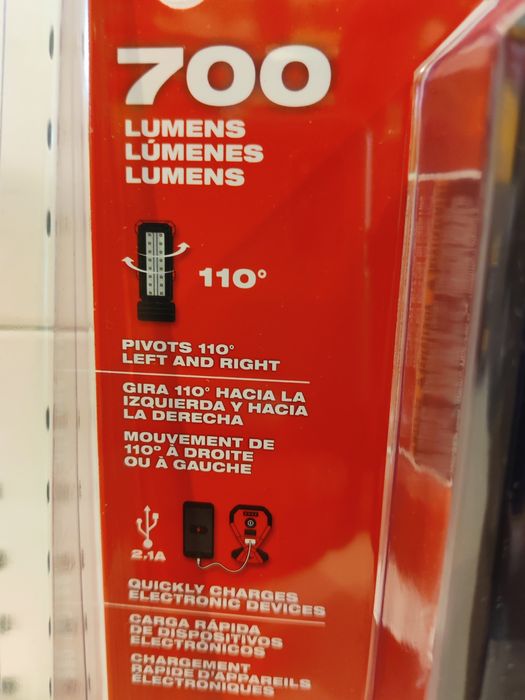 700
LUMENS
LÚMENES
LUMENS
110°
PIVOTS 110°
LEFT AND RIGHT
GIRA 110° HACIA LA
IZQUIERDA Y HACIA
LA DERECHA
MOUVEMENT DE
110° À DROITE
OU À GAUCHE
2.1A
QUICKLY CHARGES
ELECTRONIC DEVICES
CARGA RÁPIDA
DE DISPOSITIVOS
ELECTRÓNICOS
CHARGEMENT
RAPIDE D'APPAREILS
ÉLECTRONIQUES